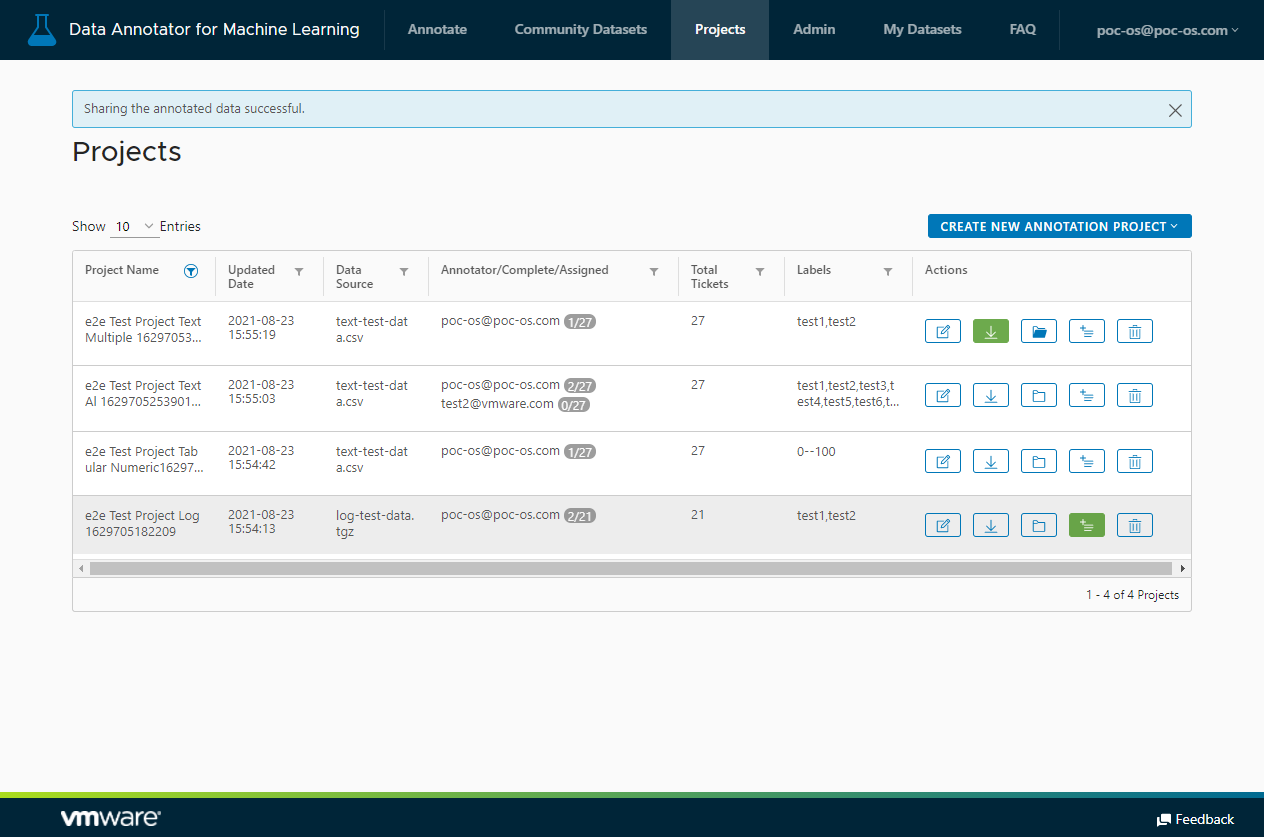 Data Annotator for Machine Learning
Annotate
Community Datasets
Projects
Admin
My Datasets
FAQ
poc-os@poc-os.com
Sharing the annotated data successful.
Projects
Show 10 Entries
CREATE NEW ANNOTATION PROJECT
Project Name
Updated
Date
Data
Source
Annotator/Complete/Assigned
Total
Tickets
Labels
Actions
e2e Test Project Text
Multiple 16297053...
2021-08-23
15:55:19
text-test-dat
a.csv
poc-os@poc-os.com 1/27
27
test1,test2
e2e Test Project Text
Al 1629705253901...
2021-08-23
15:55:03
text-test-dat
a.csv
poc-os@poc-os.com 2/27
test2@vmware.com 0/27
27
test1,test2,test3,t
est4,test5,test6,t...
e2e Test Project Tab
ular Numeric16297...
2021-08-23
15:54:42
text-test-dat
a.csv
poc-os@poc-os.com 1/27
27
0--100
e2e Test Project Log
1629705182209
2021-08-23
15:54:13
log-test-data.
tgz
poc-os@poc-os.com 2/21
21
test1,test2
1 - 4 of 4 Projects
vmware
Feedback